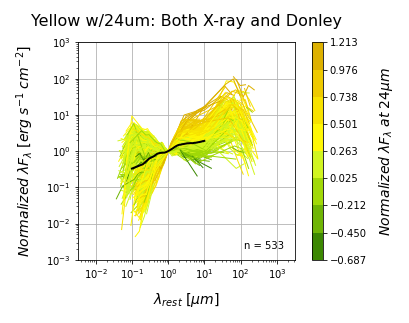 Yellow w/24um: Both X-ray and Donley
Normalized λF_λ [erg s⁻¹ cm⁻²]
10³
10²
10¹
10⁰
10⁻¹
10⁻²
10⁻³
n = 533
10⁻² 10⁻¹ 10⁰ 10¹ 10² 10³
λ_rest [μm]
1.213
0.976
0.738
0.501
0.263
0.025
−0.212
−0.450
−0.687
Normalized λF_λ at 24μm